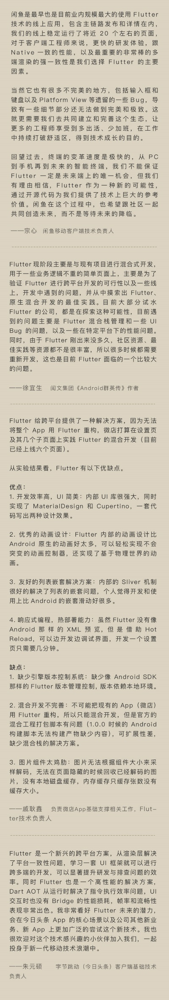 闲鱼是最早也是目前业内规模最大的使用 Flutter
技术的线上应用，包含主链路发布和详情在内，
我们的线上稳定运行了将近 20 个左右的页面，
对于客户端工程师来说，更快的研发体验，跟
Native 一致的性能，以及最重要的非常棒的多
端渲染的强一致性是我们选择 Flutter 的主要
因素。
当然它也有很多不完美的地方，包括输入框和
键盘以及 Platform View 等遗留的一些 Bug，导
致有一些细节部分还无法做到完美和极致。这
就更需要我们去共同建立和完善这个生态，让
更多的工程师享受到多出活、少加班，在工作
中持续打破舒适区，得到技术成长的目的。
回望过去，终端的变革速度是极快的，从 PC
到手机再到未来的智能终端，我们不能保证
Flutter 一定是未来端上的唯一机会，但我们
有理由相信，Flutter 作为一种新的可能性，
通过开源代码为我们提供了技术上巨大的参考
价值。闲鱼在这个过程中，也希望跟社区一起
共同创造未来，而不是等待未来的降临。
——宗心 闲鱼移动客户端技术负责人
Flutter 现阶段主要是与现有项目进行混合式开发，
用于一些业务逻辑不重的简单页面上，主要是为了
验证 Flutter 进行跨平台开发的可行性以及一些线
上，开发中遇到的问题，并从中摸索出 Flutter、
原生混合开发的最佳实践。目前大部分试水
Flutter 的公司，都是在探索这种可能性，目前遇
到的问题主要是 Flutter 混合栈管理和一些 UI
Bug 的问题，以及一些在特定平台下的性能问题。
同时，由于 Flutter 刚出来没多久，社区资源、最
佳实践等资源都不是很丰富，所以很多时候都需要
重新开发，这也是目前 Flutter 面临的一个比较大
的问题。
——徐宜生 阅文集团《Android群英传》作者
Flutter 给跨平台提供了一种解决方案，因为无法
将整个 App 用 Flutter 重构，微店打算在设置页
及其几个子页面上实践 Flutter 的混合开发（目前
已经上线六个页面）。
从实验结果看，Flutter 有以下优缺点。
优点：
1. 开发效率高，UI 简美：内部 UI 库很强大，同时
实现了 MaterialDesign 和 Cupertino，一套代
码写出两种设计效果。
2. 优秀的动画设计：Flutter 内部的动画设计比
Android 原生的动画好太多，可以轻松实现不会
突变的动画控制器，还实现了基于物理世界的动
画。
3. 友好的列表嵌套解决方案：内部的 Sliver 机制
很好的解决了列表的嵌套问题，个人觉得开发和使
用上比 Android 的嵌套滑动好很多。
4. 响应式编程，热部署能力：虽然 Flutter 没有像
Android 那样的 XML 预览，但是借助 Hot
Reload，可以边开发边调试界面，开发一个设置
页只需要几分钟。
缺点：
1. 缺少引擎版本控制系统：缺少像 Android SDK
那样的 Flutter 版本管理控制，版本依赖本地环境。
2. 混合开发不完善：不可能把现有的 App（微店）
用 Flutter 重构，所以只能混合开发，但是官方的
混合工程打包脚本有问题（1.0.0 时候的 Android
构建脚本无法构建产物缺少内容），可扩展性差，
缺少混合栈的解决方案。
3. 图片组件太鸡肋：图片无法根据组件大小来采
样解码，无法在页面隐藏的时候回收已经解码的图
片，没有本地磁盘缓存，内存缓存只缓存张数没有
缓存大小。
——戚耿鑫 负责微店App基础支撑相关工作，Flut-
ter技术负责人
Flutter 是一个新兴的跨平台方案，从渲染层解决
了平台一致性问题，学习一套 UI 框架就可以进行
跨多端的开发，可以显著提升研发与排查问题的效
率。同时 Flutter 也是一个高性能的解决方案，
Dart AOT 从运行时解决了指令执行效率问题，UI
交互时也没有 Bridge 的性能损耗，帧率和流畅性
表现非常出色。我非常看好 Flutter 未来的潜力，
会在今日头条 App 的核心场景以及公司其他新业
务、新 App 上更加广泛的尝试这个新技术。我也
很欢迎对这个技术感兴趣的小伙伴加入我们，一起
投身于新一代移动技术浪潮中。
——朱元硕 字节跳动（今日头条）客户端基础技术
负责人